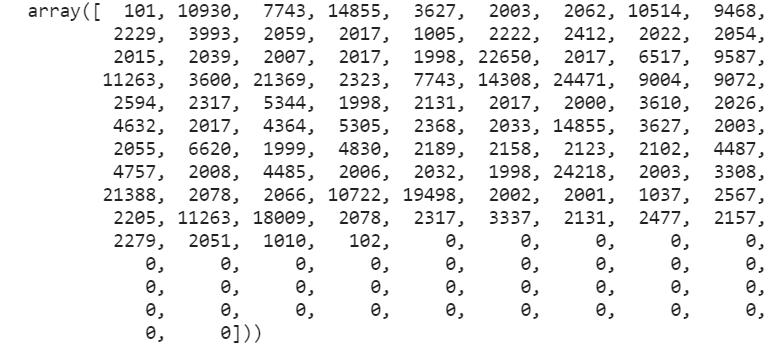 array([ 101, 10930, 7743, 14855, 3627, 2003, 2062, 10514, 9468,
2229, 3993, 2059, 2017, 1005, 2222, 2412, 2022, 2054,
2015, 2039, 2007, 2017, 1998, 22650, 2017, 6517, 9587,
11263, 3600, 21369, 2323, 7743, 14308, 24471, 9004, 9072,
2594, 2317, 5344, 1998, 2131, 2017, 2000, 3610, 2026,
4632, 2017, 4364, 5305, 2368, 2033, 14855, 3627, 2003,
2055, 6620, 1999, 4830, 2189, 2158, 2123, 2102, 4487,
4757, 2008, 4485, 2006, 2032, 1998, 24218, 2003, 3308,
21388, 2078, 2066, 10722, 19498, 2002, 2001, 1037, 2567,
2205, 11263, 18009, 2078, 2317, 3337, 2131, 2477, 2157,
2279, 2051, 1010, 102, 0, 0, 0, 0, 0,
0, 0, 0, 0, 0, 0, 0, 0, 0,
0, 0, 0, 0, 0, 0, 0, 0, 0,
0, 0, 0, 0, 0, 0, 0, 0, 0,
0, 0]))